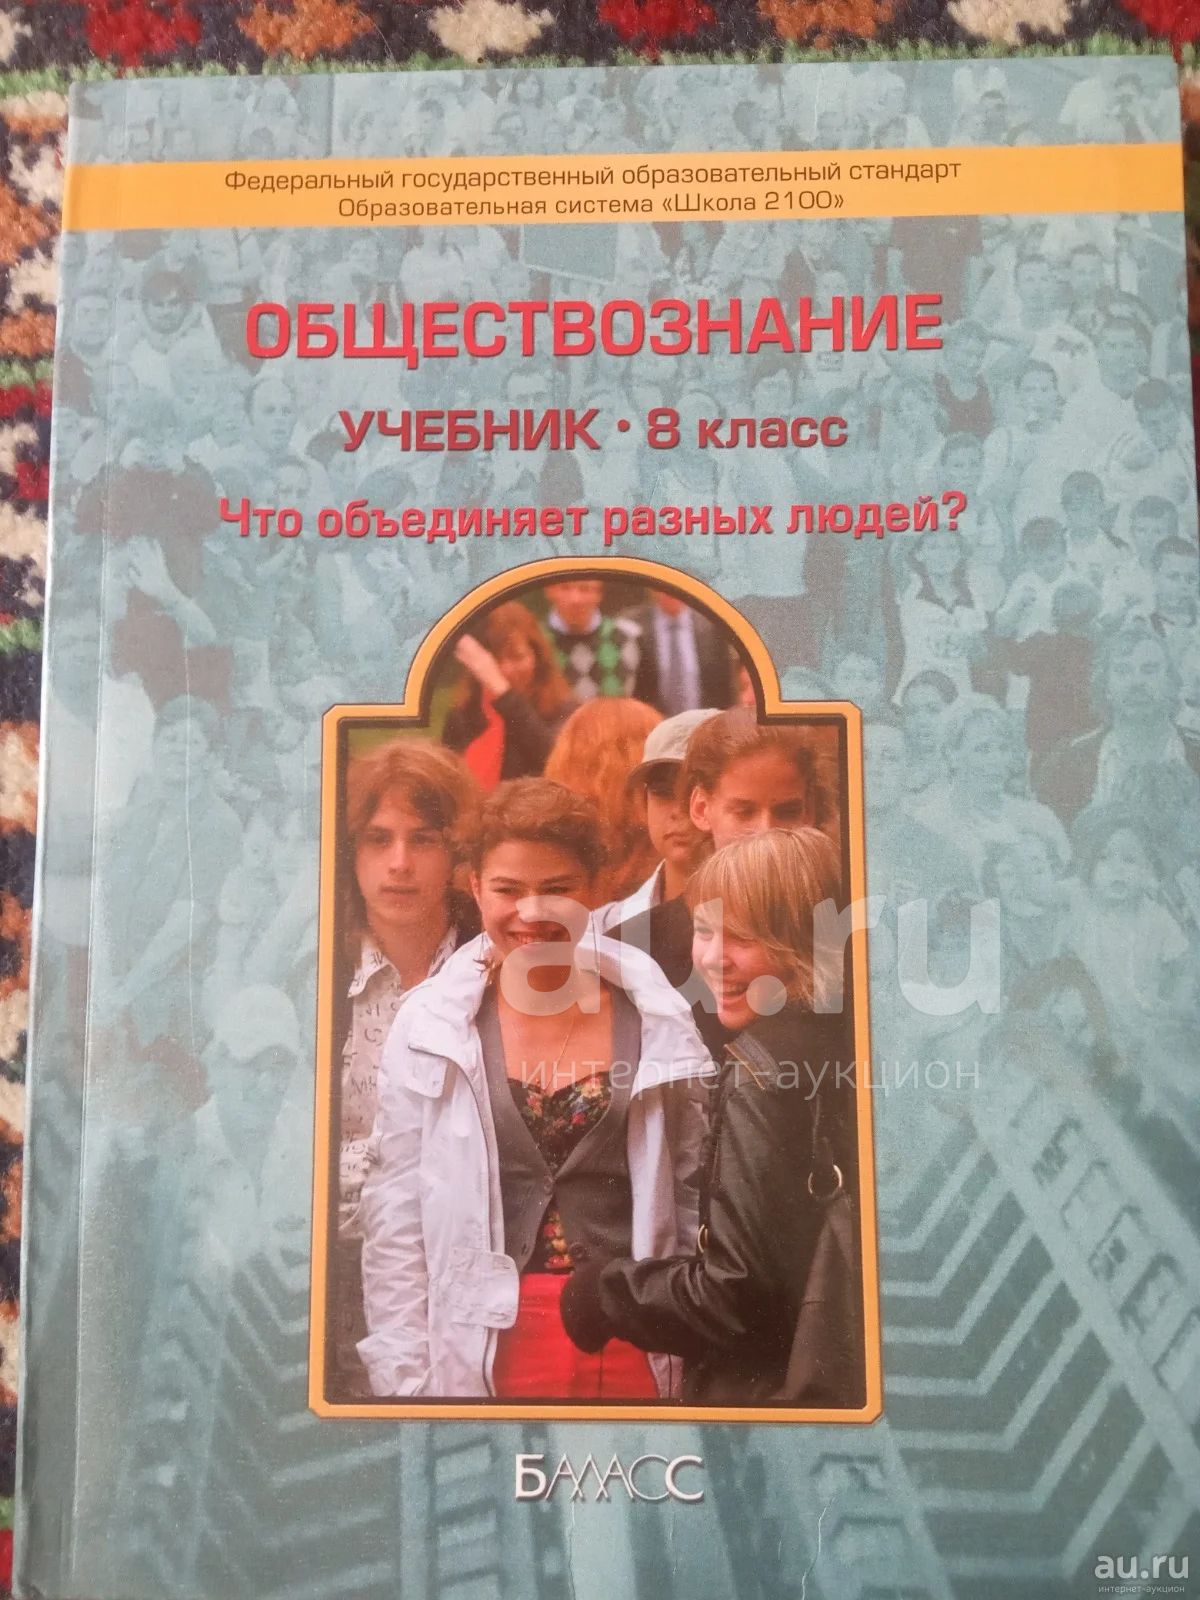 Федеральный государственный образовательный стандарт
Образовательная система «Школа 2100»
ОБЩЕСТВОЗНАНИЕ
УЧЕБНИК · 8 класс
Что объединяет разных людей?
au.ru
интернет-аукцион
БАЛАСС
au.ru
интернет-аукцион